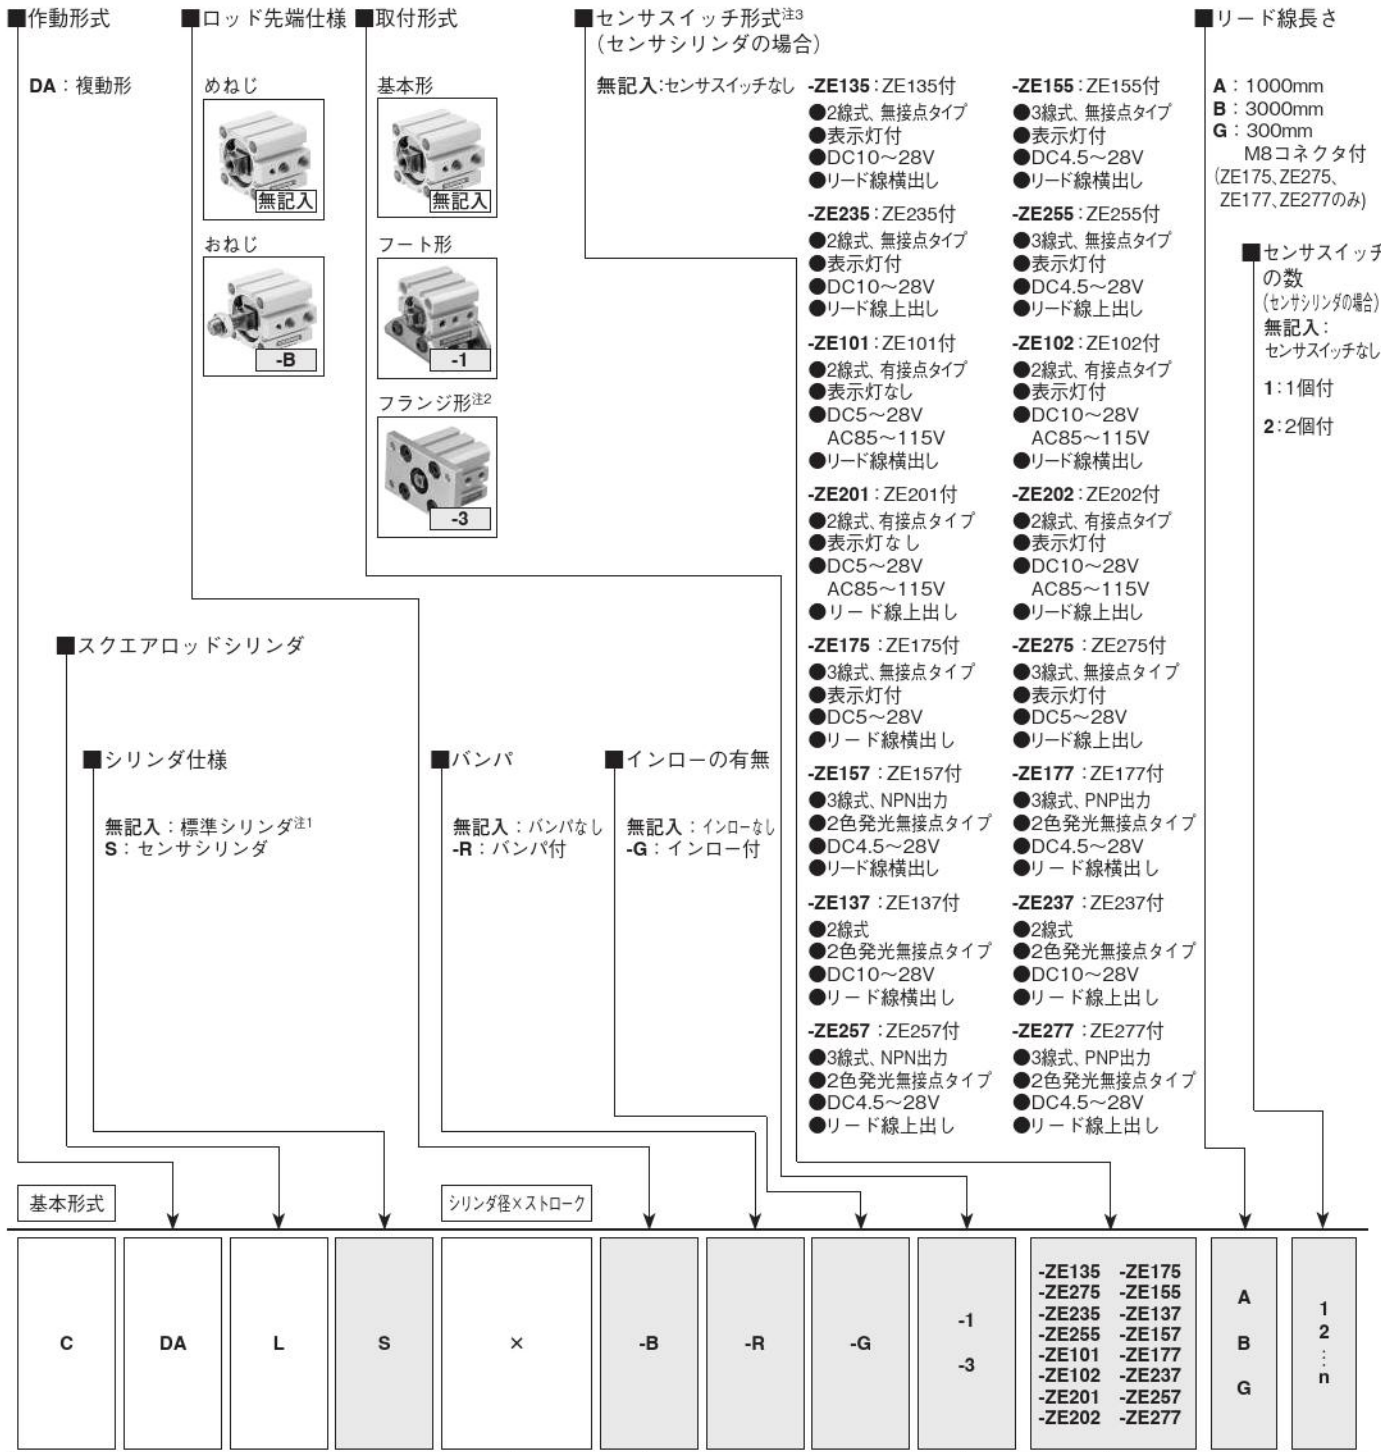 ■作動形式
DA：複動形
■ロッド先端仕様
めねじ
無記入
おねじ
-B
■取付形式
基本形
無記入
フート形
-1
フランジ形注2
-3
■センサスイッチ形式注3
(センサシリンダの場合)
無記入:センサスイッチなし
-ZE135：ZE135付
●2線式、無接点タイプ
●表示灯付
●DC10～28V
●リード線横出し
-ZE235：ZE235付
●2線式、無接点タイプ
●表示灯付
●DC10～28V
●リード線上出し
-ZE101：ZE101付
●2線式、有接点タイプ
●表示灯なし
●DC5～28V
AC85～115V
●リード線横出し
-ZE201：ZE201付
●2線式、有接点タイプ
●表示灯なし
●DC5～28V
AC85～115V
●リード線上出し
-ZE175：ZE175付
●3線式、無接点タイプ
●表示灯付
●DC5～28V
●リード線横出し
-ZE157：ZE157付
●3線式、NPN出力
●2色発光無接点タイプ
●DC4.5～28V
●リード線横出し
-ZE137：ZE137付
●2線式
●2色発光無接点タイプ
●DC10～28V
●リード線横出し
-ZE257：ZE257付
●3線式、NPN出力
●2色発光無接点タイプ
●DC4.5～28V
●リード線上出し
-ZE155：ZE155付
●3線式、無接点タイプ
●表示灯付
●DC4.5～28V
●リード線横出し
-ZE255：ZE255付
●3線式、無接点タイプ
●表示灯付
●DC4.5～28V
●リード線上出し
-ZE102：ZE102付
●2線式、有接点タイプ
●表示灯付
●DC10～28V
AC85～115V
●リード線横出し
-ZE202：ZE202付
●2線式、有接点タイプ
●表示灯付
●DC10～28V
AC85～115V
●リード線上出し
-ZE275：ZE275付
●3線式、無接点タイプ
●表示灯付
●DC5～28V
●リード線上出し
-ZE177：ZE177付
●3線式、PNP出力
●2色発光無接点タイプ
●DC4.5～28V
●リード線横出し
-ZE237：ZE237付
●2線式
●2色発光無接点タイプ
●DC10～28V
●リード線上出し
-ZE277：ZE277付
●3線式、PNP出力
●2色発光無接点タイプ
●DC4.5～28V
●リード線上出し
■リード線長さ
A：1000mm
B：3000mm
G：300mm
M8コネクタ付
(ZE175、ZE275、
ZE177、ZE277のみ)
■センサスイッチ
の数
(センサシリンダの場合)
無記入：
センサスイッチなし
1:1個付
2:2個付
■スクエアロッドシリンダ
■シリンダ仕様
無記入：標準シリンダ注1
S：センサシリンダ
■バンパ
無記入：バンパなし
-R：バンパ付
■インローの有無
無記入：インローなし
-G：インロー付
基本形式
シリンダ径×ストローク
C
DA
L
S
×
-B
-R
-G
-1
-3
-ZE135 -ZE175
-ZE275 -ZE155
-ZE235 -ZE137
-ZE255 -ZE157
-ZE101 -ZE177
-ZE102 -ZE237
-ZE201 -ZE257
-ZE202 -ZE277
A
B
G
1
2
⋮
n